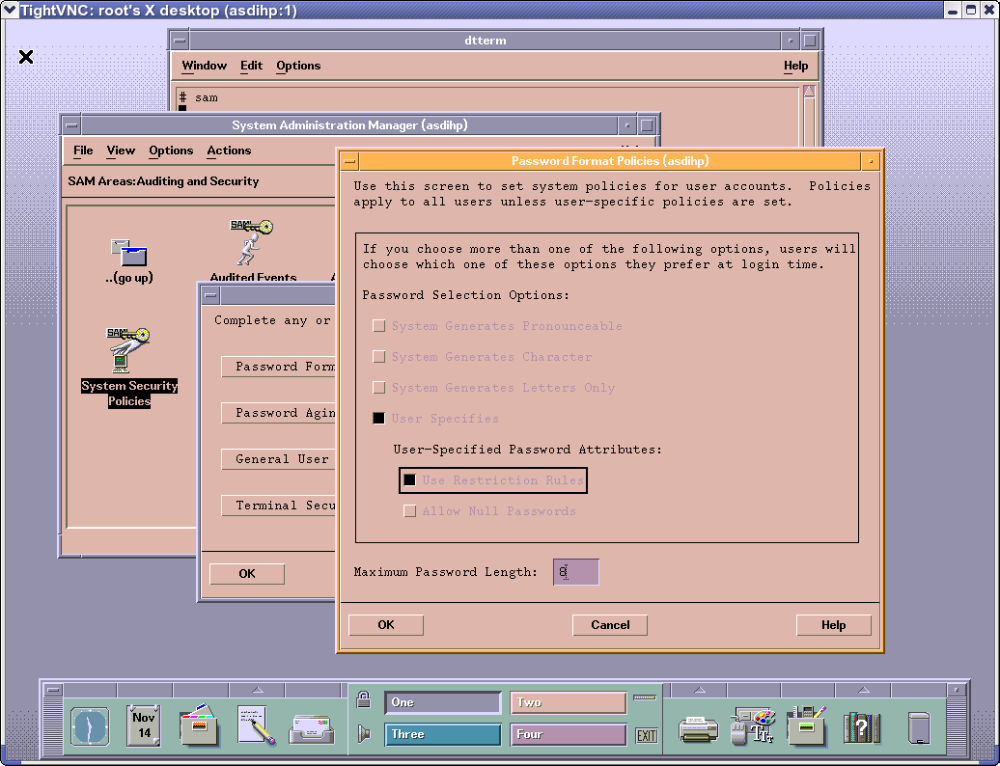 TightVNC: root's X desktop (asdihp:1)
dtterm
Window Edit Options Help
# sam
System Administration Manager (asdihp)
File View Options Actions
SAM Areas:Auditing and Security
SAM
..(go up)
Audited Events
SAM
System Security
Policies
Complete any or
Password Form
Password Agin
General User
Terminal Secu
OK
Password Format Policies (asdihp)
Use this screen to set system policies for user accounts. Policies
apply to all users unless user-specific policies are set.
If you choose more than one of the following options, users will
choose which one of these options they prefer at login time.
Password Selection Options:
System Generates Pronounceable
System Generates Character
System Generates Letters Only
User Specifies
User-Specified Password Attributes:
Use Restriction Rules
Allow Null Passwords
Maximum Password Length: 8
OK Cancel Help
Nov
14
One Two
Three Four
EXIT